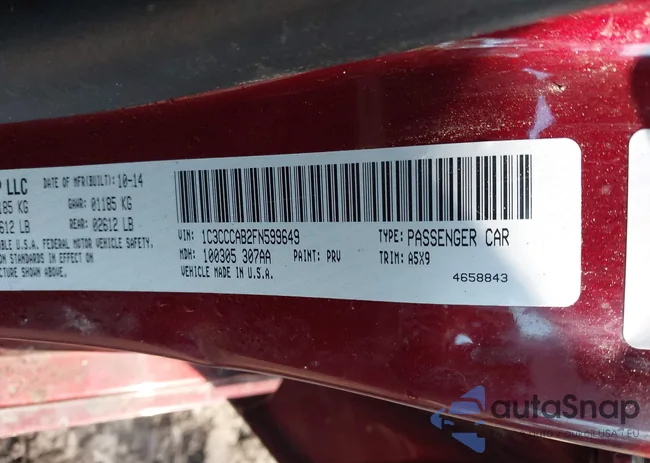 LLC DATE OF MFR(BUILT): 10-14
185 KG GAWR: 01185 KG
612 LB REAR: 02612 LB
ABLE U.S.A. FEDERAL MOTOR VEHICLE SAFETY,
ION STANDARDS IN EFFECT ON
CTURE SHOWN ABOVE.
VIN: 1C3CCCAB2FN599649 TYPE: PASSENGER CAR
MDH: 100305 307AA PAINT: PRV TRIM: A5X9
VEHICLE MADE IN U.S.A.
4658843
autoSnap